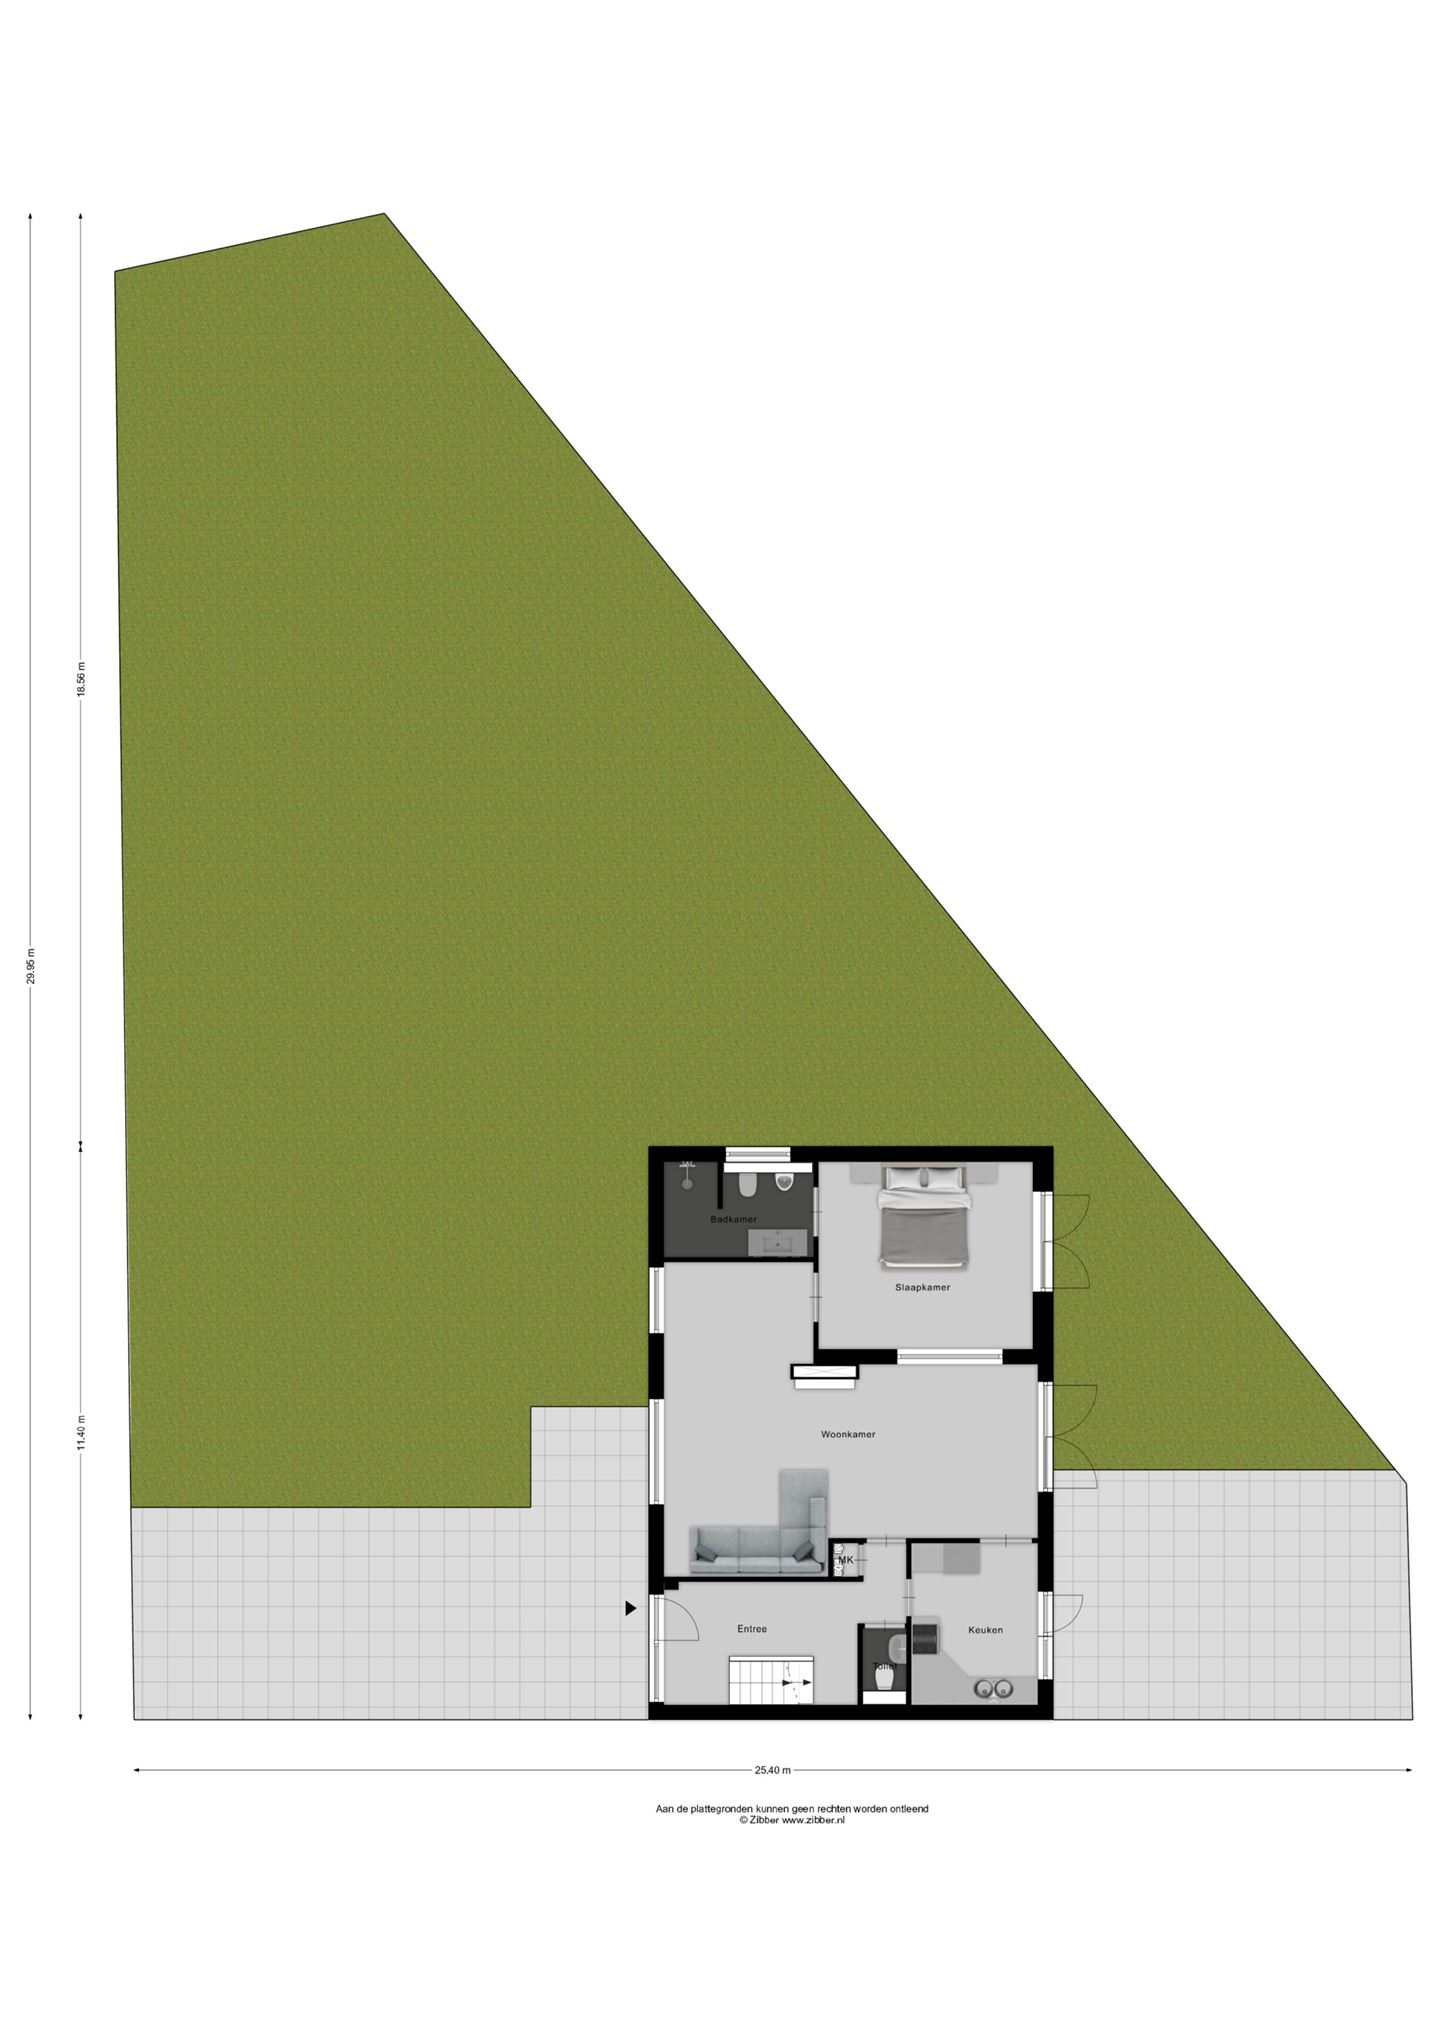 18.56 m
29.95 m
Badkamer
Slaapkamer
11.40 m
Woonkamer
MK
Entree
Keuken
Toilet
25.40 m
Aan de plattegronden kunnen geen rechten worden ontleend
© Zibber www.zibber.nl